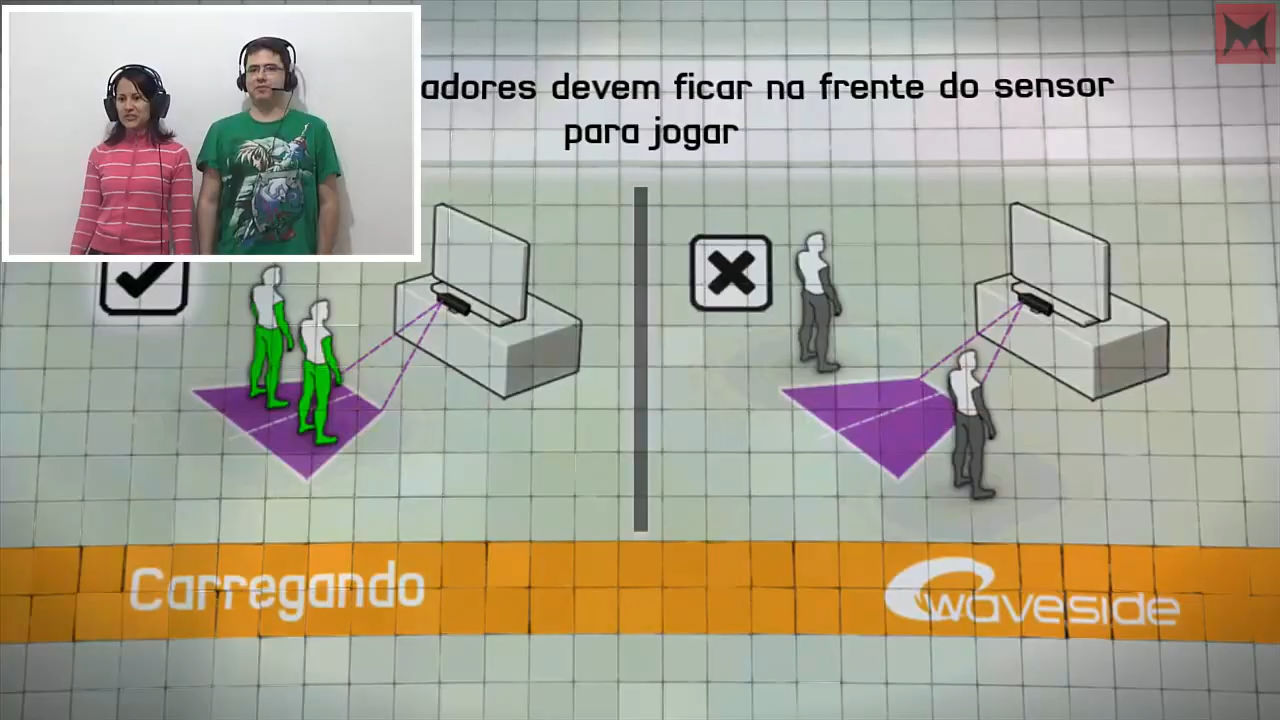 adores devem ficar na frente do sensor
para jogar
Carregando
waveside